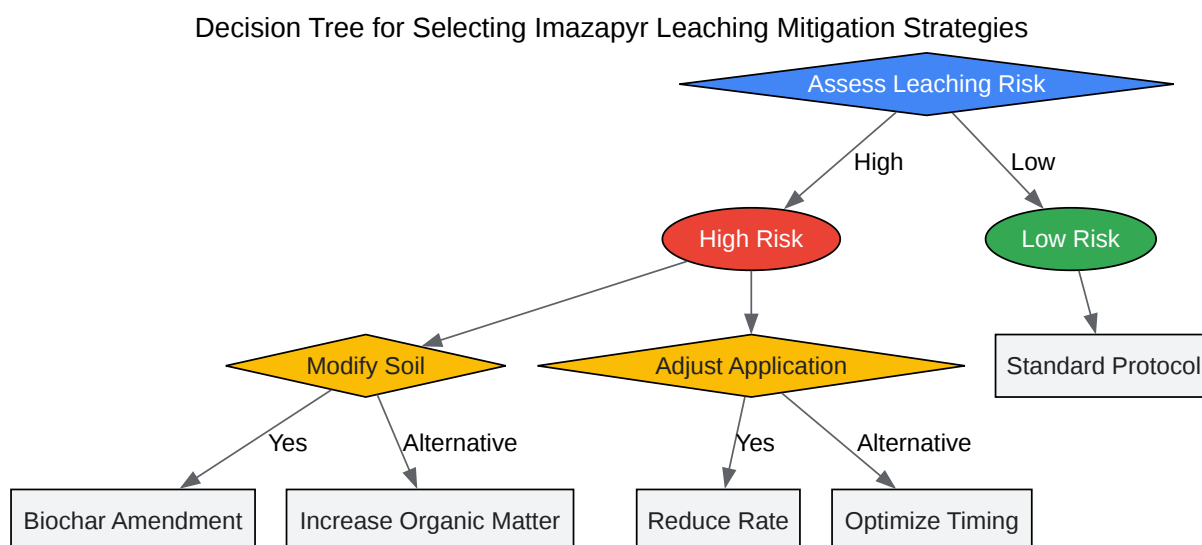 Decision Tree for Selecting Imazapyr Leaching Mitigation Strategies
Assess Leaching Risk
High
Low
High Risk
Low Risk
Modify Soil
Adjust Application
Standard Protocol
Yes
Alternative
Yes
Alternative
Biochar Amendment
Increase Organic Matter
Reduce Rate
Optimize Timing